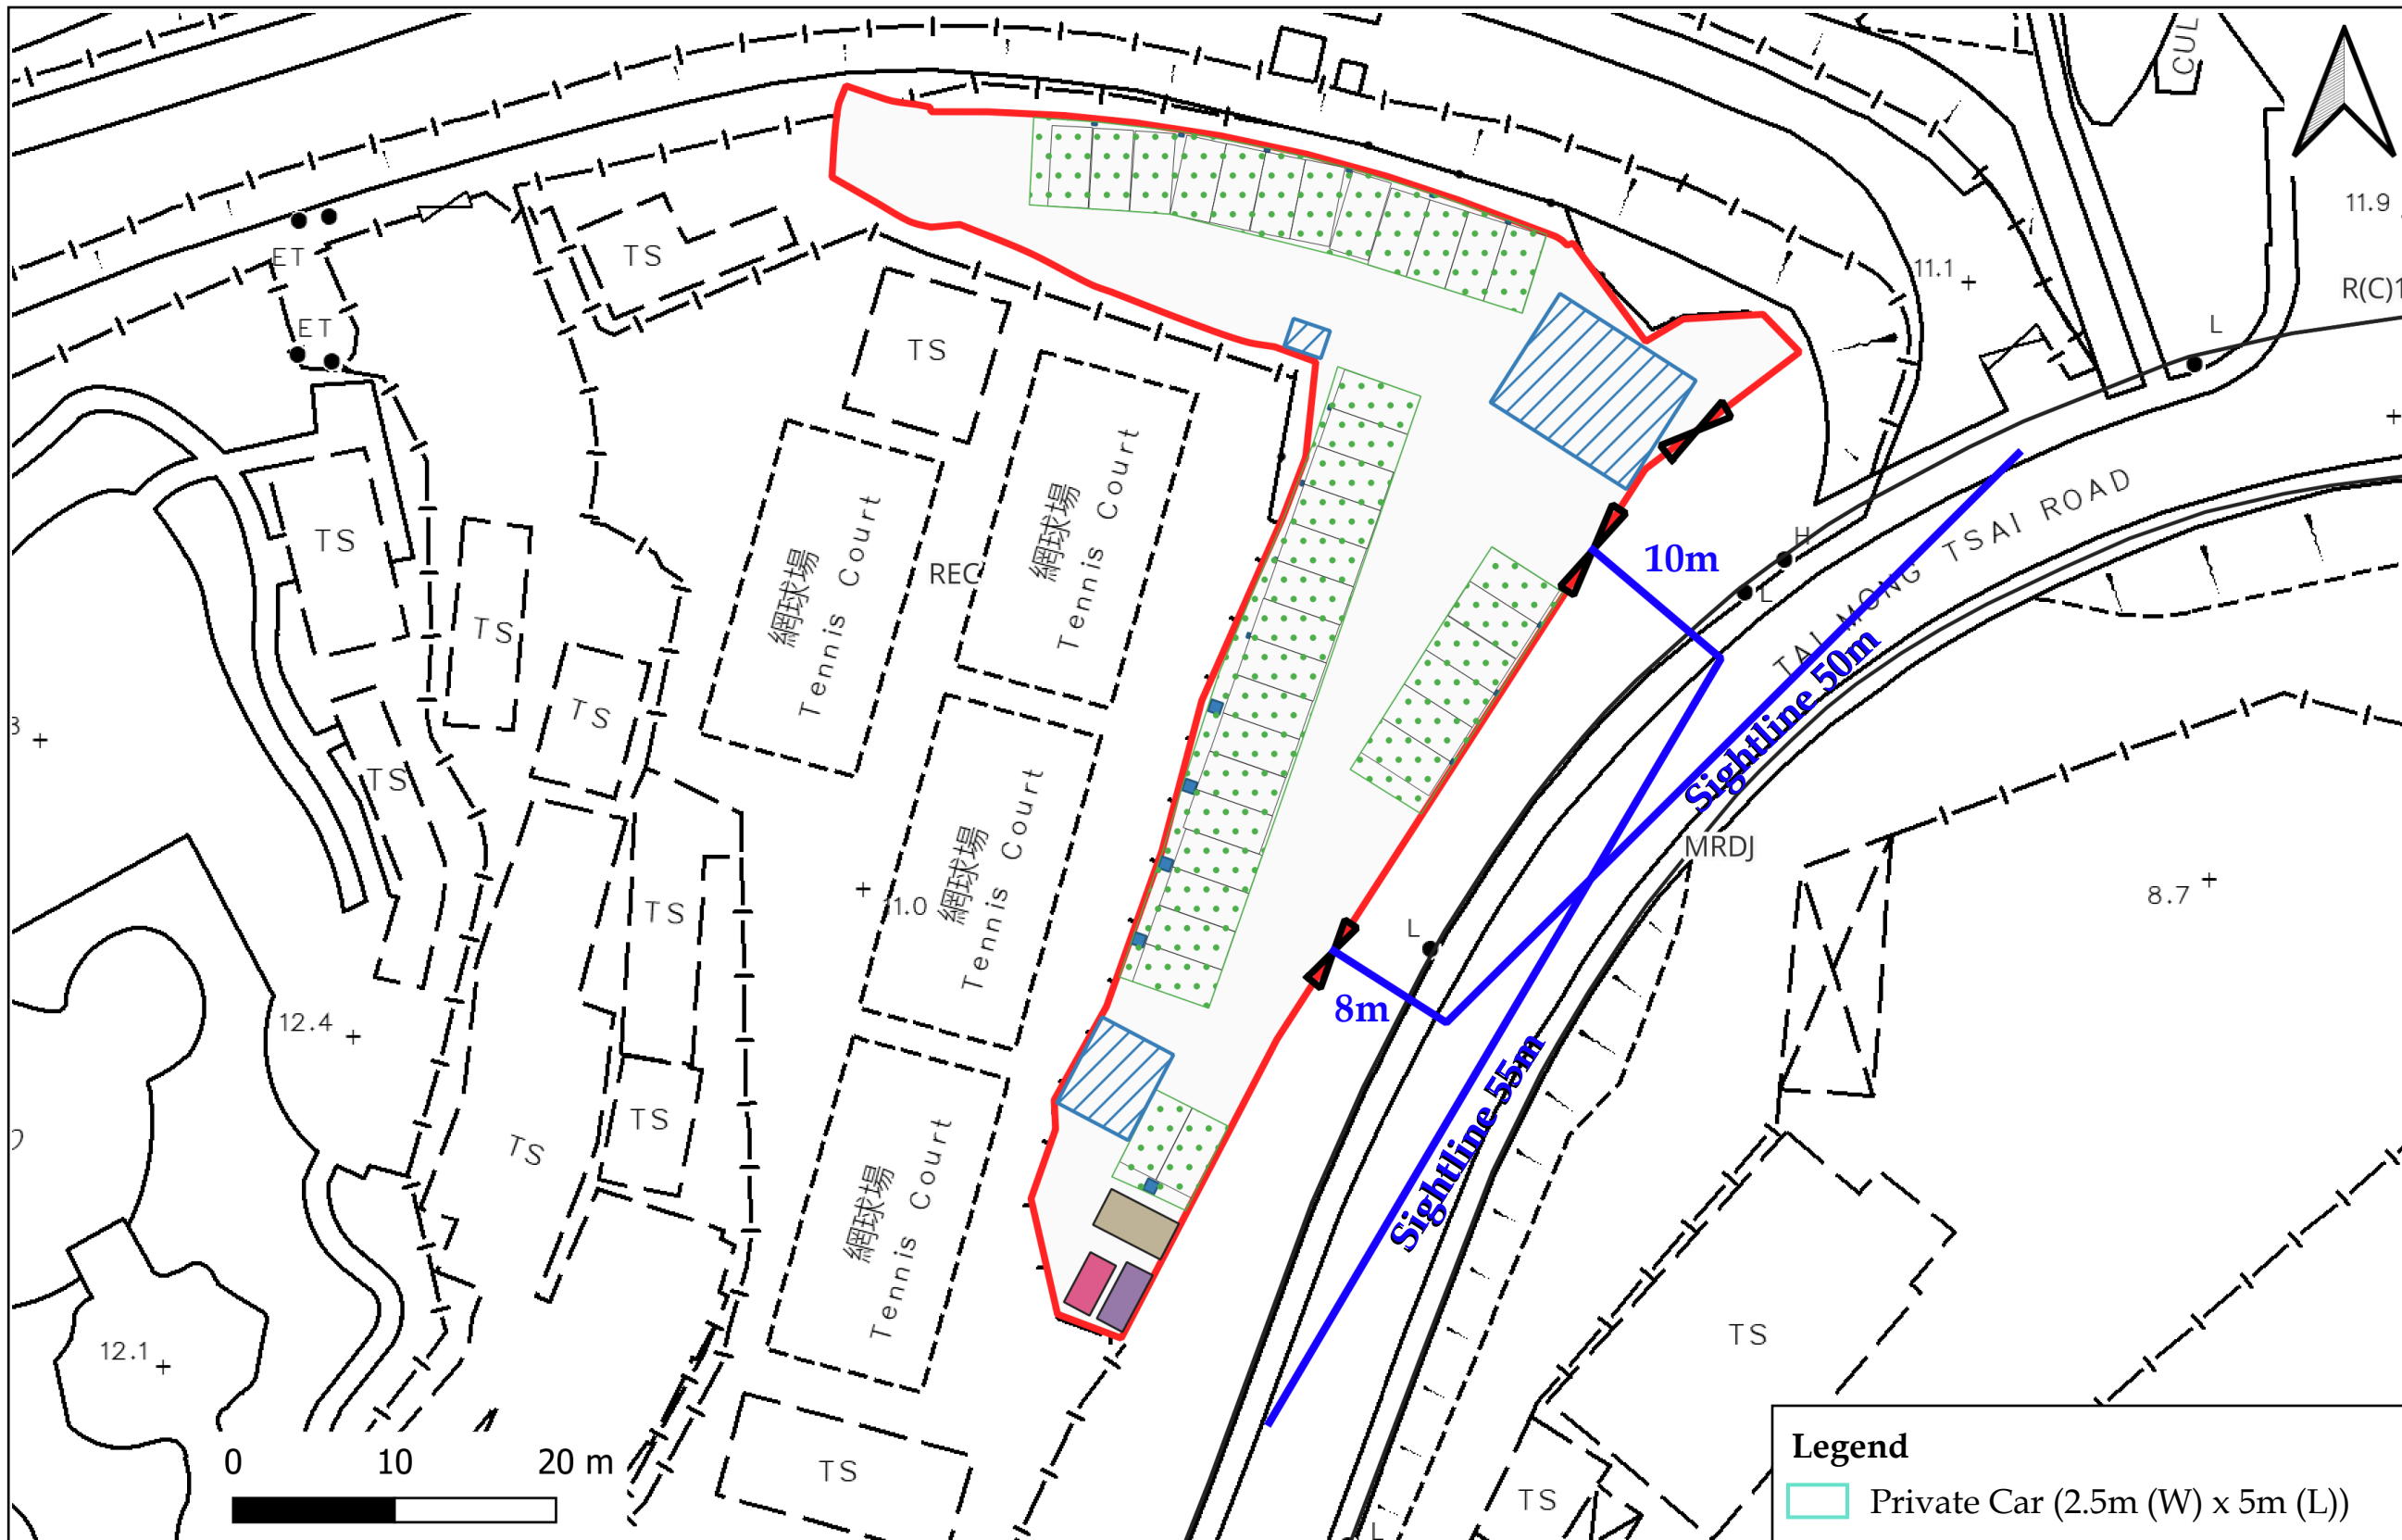 CUL
11.9
R(C)1
11.1
L
ET
TS
ET
TS
TS
網球場
Tennis Court
網球場
Tennis Court
REC
TAI MONG TSAI ROAD
H
L
10m
TS
TS
TS
TS
Sightline 50m
MRDJ
8.7
3
11.0
網球場
Tennis Court
L
8m
TS
12.4
Sightline 55m
TS
TS
網球場
Tennis Court
12.1
TS
TS
TS
L
0 10 20 m
Legend
Private Car (2.5m (W) x 5m (L))